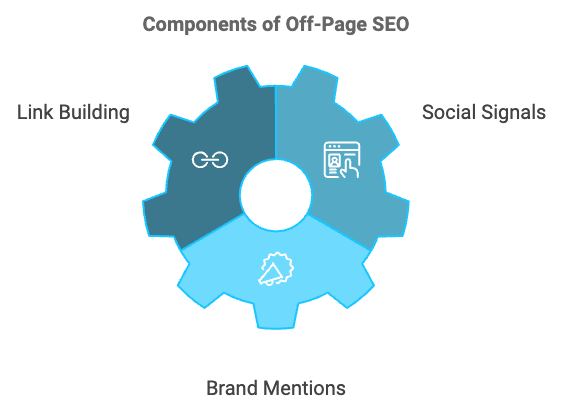 Components of Off-Page SEO
Link Building
Social Signals
Brand Mentions